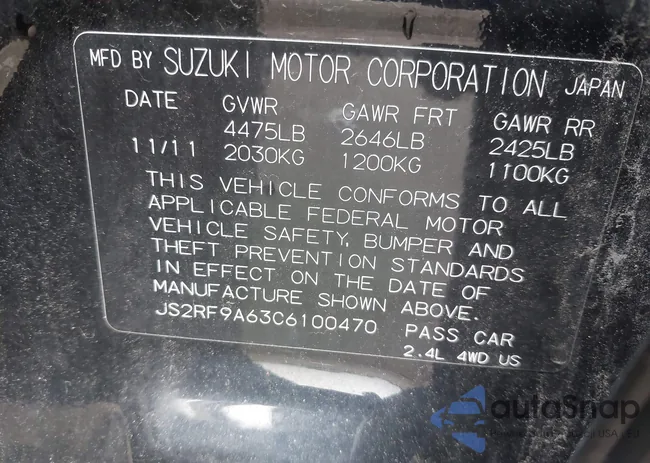 MFD BY SUZUKI MOTOR CORPORATION JAPAN
DATE GVWR GAWR FRT GAWR RR
4475LB 2646LB 2425LB
11/11 2030KG 1200KG 1100KG
THIS VEHICLE CONFORMS TO ALL
APPLICABLE FEDERAL MOTOR
VEHICLE SAFETY, BUMPER AND
THEFT PREVENTION STANDARDS
IN EFFECT ON THE DATE OF
MANUFACTURE SHOWN ABOVE.
JS2RF9A63C6100470 PASS CAR
2.4L 4WD US
autoSnap